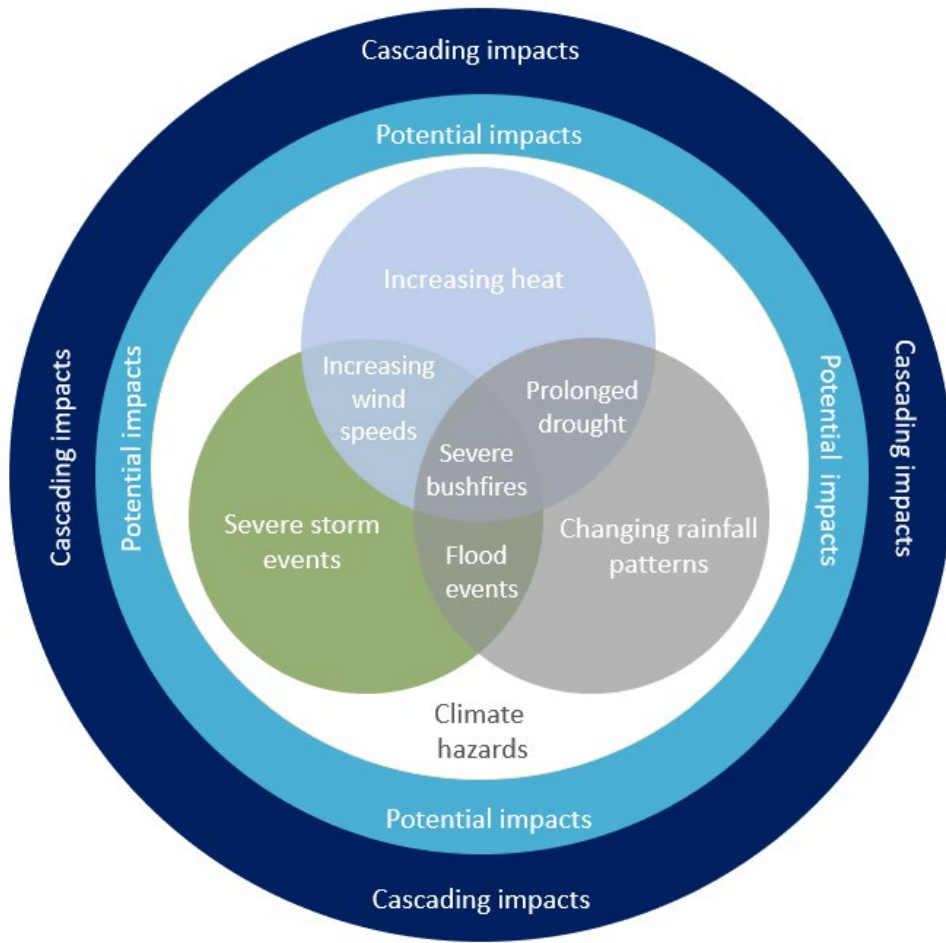 Cascading impacts
Potential impacts
Increasing heat
Increasing
wind
speeds
Prolonged
drought
Severe
bushfires
Severe storm
events
Changing rainfall
patterns
Flood
events
Climate
hazards
Cascading impacts
Potential impacts
Potential impacts
Cascading impacts
Potential impacts
Cascading impacts